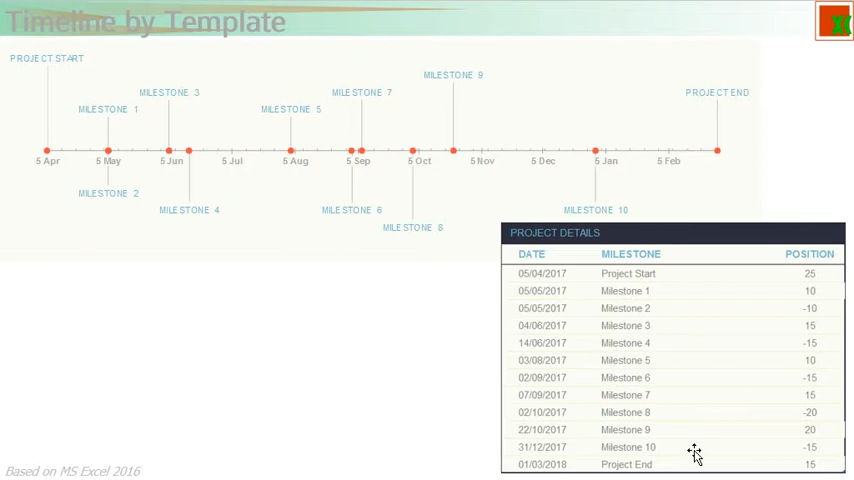 Timeline by Template
PROJECT START
MILESTONE 9
MILESTONE 3
MILESTONE 7
PROJECT END
MILESTONE 1
MILESTONE 5
5 Apr 5 May 5 Jun 5 Jul 5 Aug 5 Sep 5 Oct 5 Nov 5 Dec 5 Jan 5 Feb
MILESTONE 2
MILESTONE 4
MILESTONE 6
MILESTONE 10
MILESTONE 8
PROJECT DETAILS
DATE MILESTONE POSITION
05/04/2017 Project Start 25
05/05/2017 Milestone 1 10
05/05/2017 Milestone 2 -10
04/06/2017 Milestone 3 15
14/06/2017 Milestone 4 -15
03/08/2017 Milestone 5 10
02/09/2017 Milestone 6 -15
07/09/2017 Milestone 7 15
02/10/2017 Milestone 8 -20
22/10/2017 Milestone 9 20
31/12/2017 Milestone 10 -15
01/03/2018 Project End 15
Based on MS Excel 2016